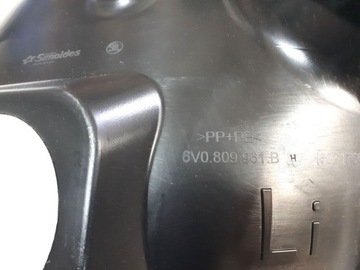 Simoldes
>PP+PE<
6V0.809.961.B H
Li